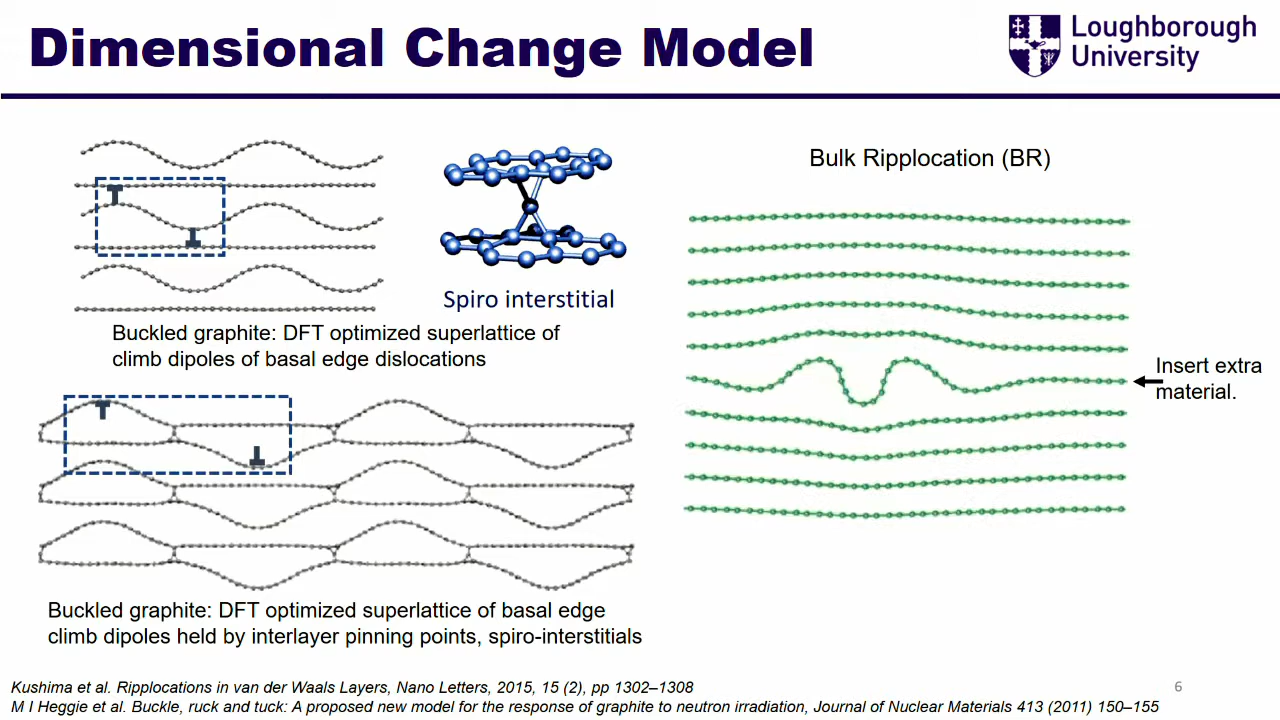 Dimensional Change Model
Loughborough
University
Spiro interstitial
Buckled graphite: DFT optimized superlattice of
climb dipoles of basal edge dislocations
Buckled graphite: DFT optimized superlattice of basal edge
climb dipoles held by interlayer pinning points, spiro-interstitials
Bulk Ripplocation (BR)
Insert extra
material.
Kushima et al. Ripplocations in van der Waals Layers, Nano Letters, 2015, 15 (2), pp 1302–1308
M I Heggie et al. Buckle, ruck and tuck: A proposed new model for the response of graphite to neutron irradiation, Journal of Nuclear Materials 413 (2011) 150–155
6